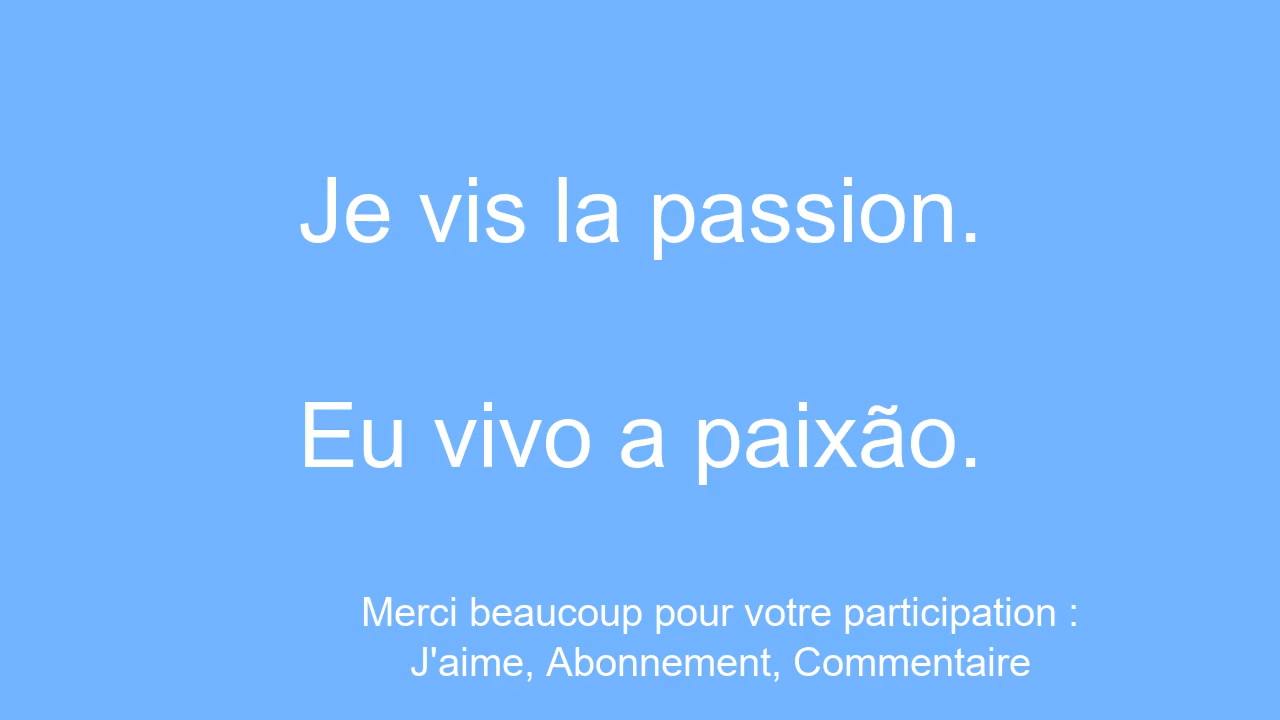 Je vis la passion.
Eu vivo a paixão.
Merci beaucoup pour votre participation :
J'aime, Abonnement, Commentaire